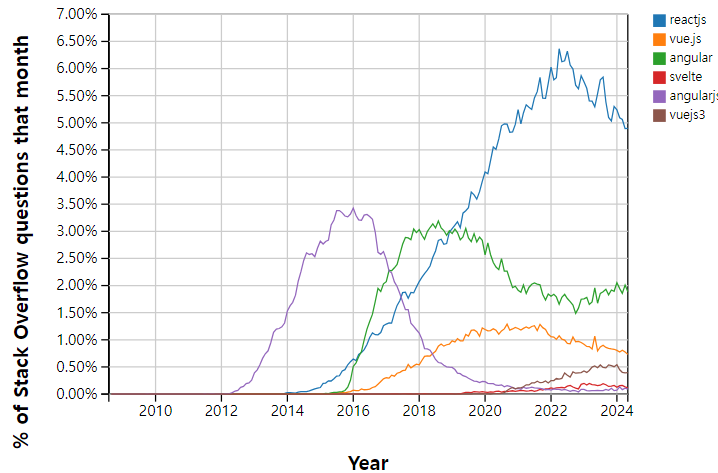 7.00%
6.50%
6.00%
5.50%
5.00%
4.50%
4.00%
3.50%
3.00%
2.50%
2.00%
1.50%
1.00%
0.50%
0.00%
% of Stack Overflow questions that month
2010 2012 2014 2016 2018 2020 2022 2024
Year
reactjs
vue.js
angular
svelte
angularjs
vuejs3